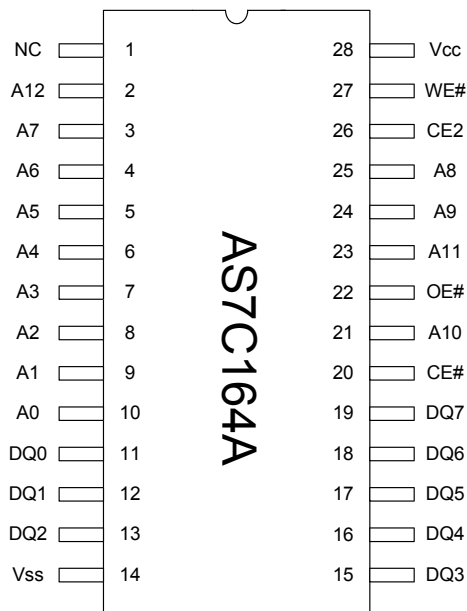 NC 1 28 Vcc
A12 2 27 WE#
A7 3 26 CE2
A6 4 25 A8
A5 5 24 A9
A4 6 23 A11
A3 7 22 OE#
A2 8 21 A10
A1 9 20 CE#
A0 10 19 DQ7
DQ0 11 18 DQ6
DQ1 12 17 DQ5
DQ2 13 16 DQ4
Vss 14 15 DQ3
AS7C164A